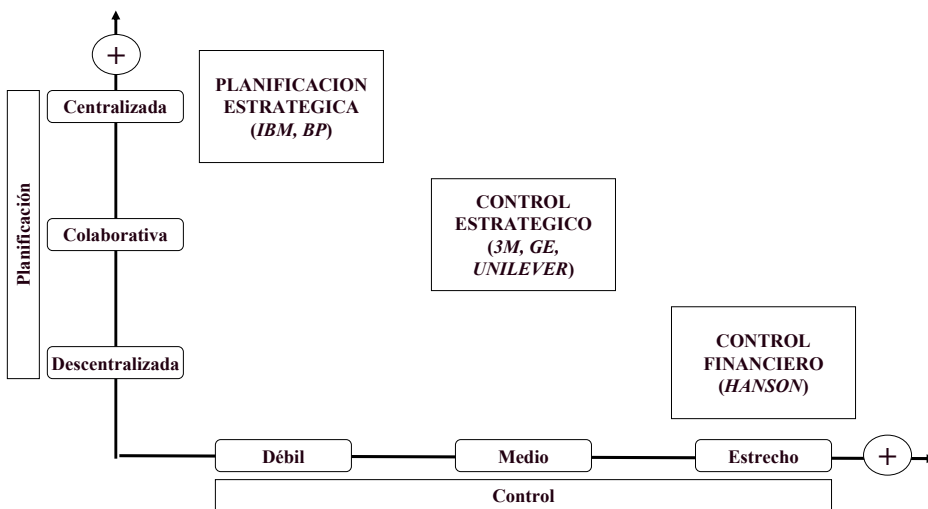 +
PLANIFICACION
ESTRATEGICA
(IBM, BP)
Centralizada
Planificación
CONTROL
ESTRATEGICO
(3M, GE,
UNILEVER)
Colaborativa
CONTROL
FINANCIERO
(HANSON)
Descentralizada
Débil
Medio
Estrecho
+
Control